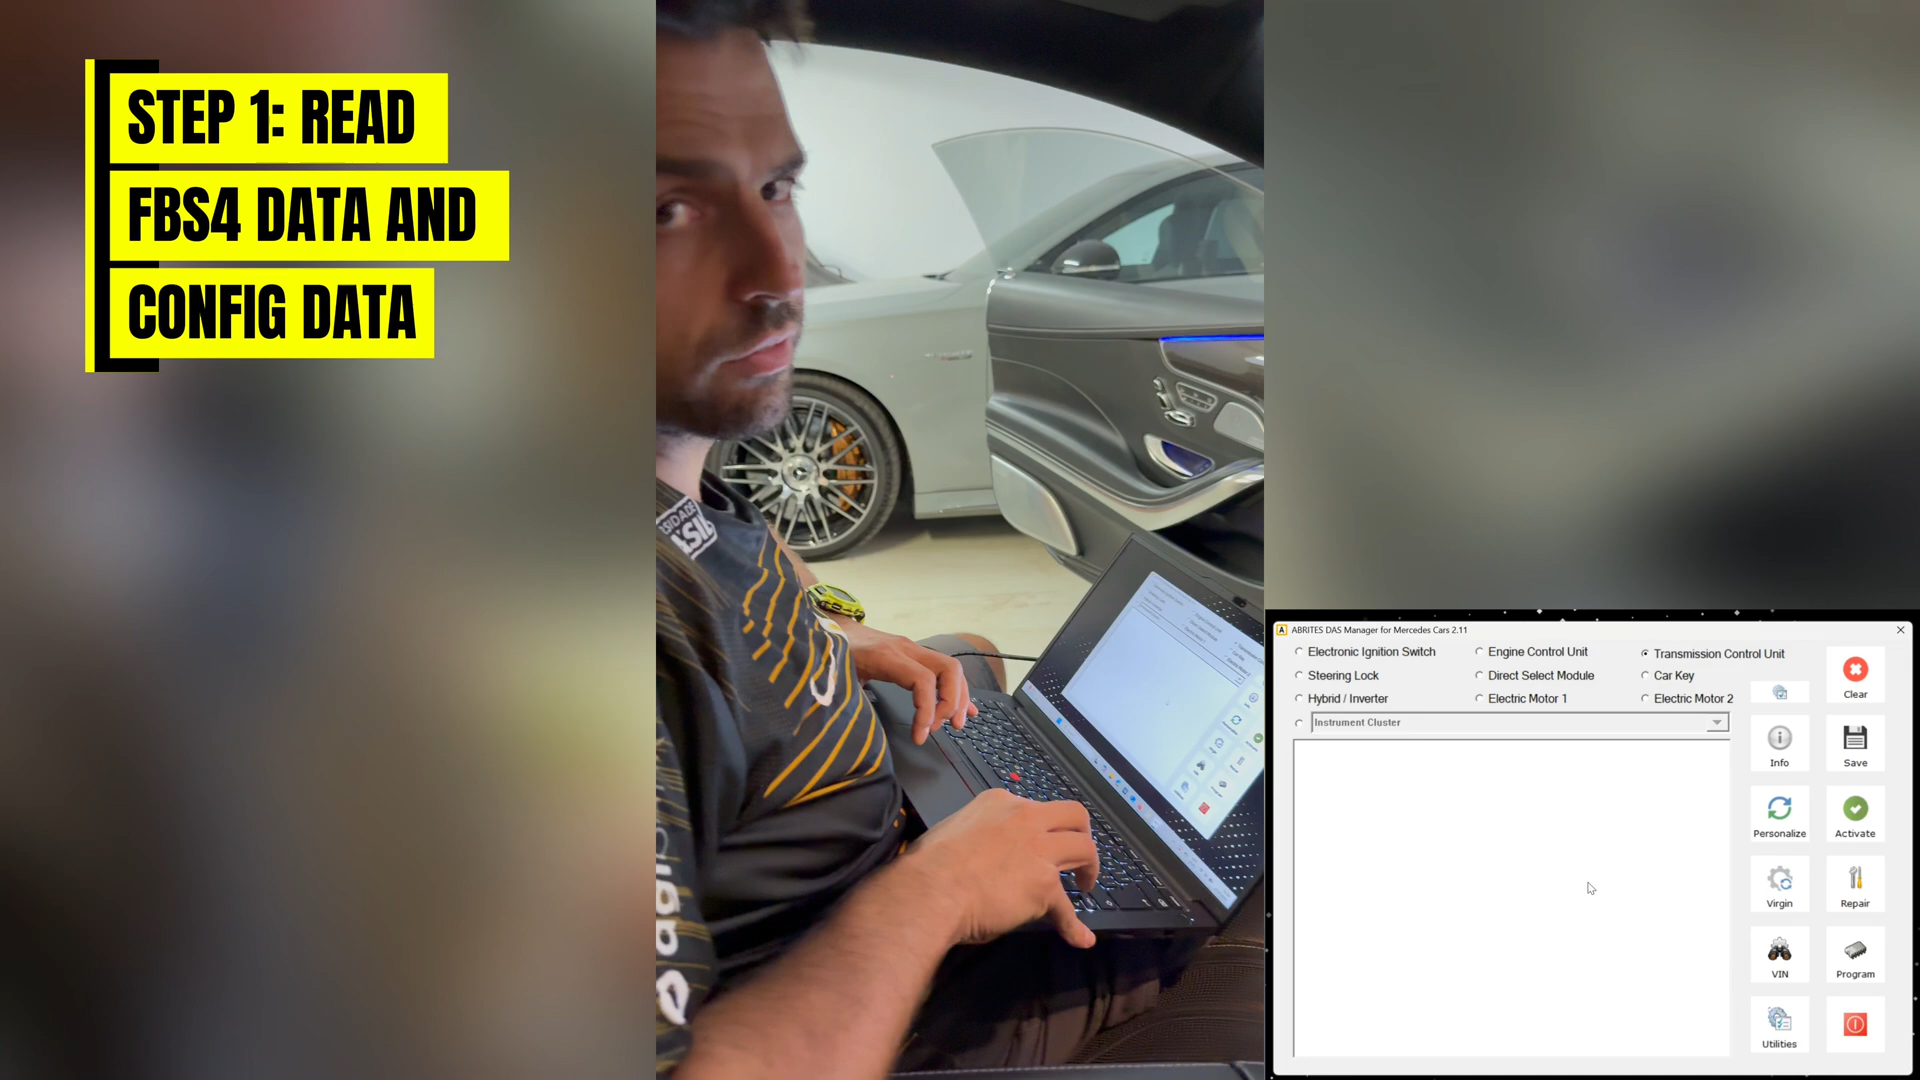 STEP 1: READ
FBS4 DATA AND
CONFIG DATA
SIDADE
ASIL
ABRITES DAS Manager for Mercedes Cars 2.11
Electronic Ignition Switch
Engine Control Unit
Transmission Control Unit
Steering Lock
Direct Select Module
Car Key
Hybrid / Inverter
Electric Motor 1
Electric Motor 2
Instrument Cluster
Clear
Info
Save
Personalize
Activate
Virgin
Repair
VIN
Program
Utilities